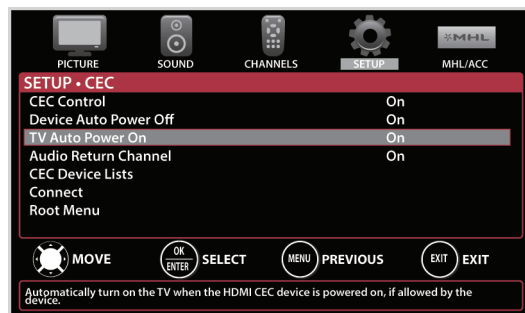 MHL
PICTURE SOUND CHANNELS SETUP MHL/ACC
SETUP • CEC
CEC Control On
Device Auto Power Off On
TV Auto Power On On
Audio Return Channel On
CEC Device Lists
Connect
Root Menu
MOVE OK ENTER SELECT MENU PREVIOUS EXIT EXIT
Automatically turn on the TV when the HDMI CEC device is powered on, if allowed by the
device.